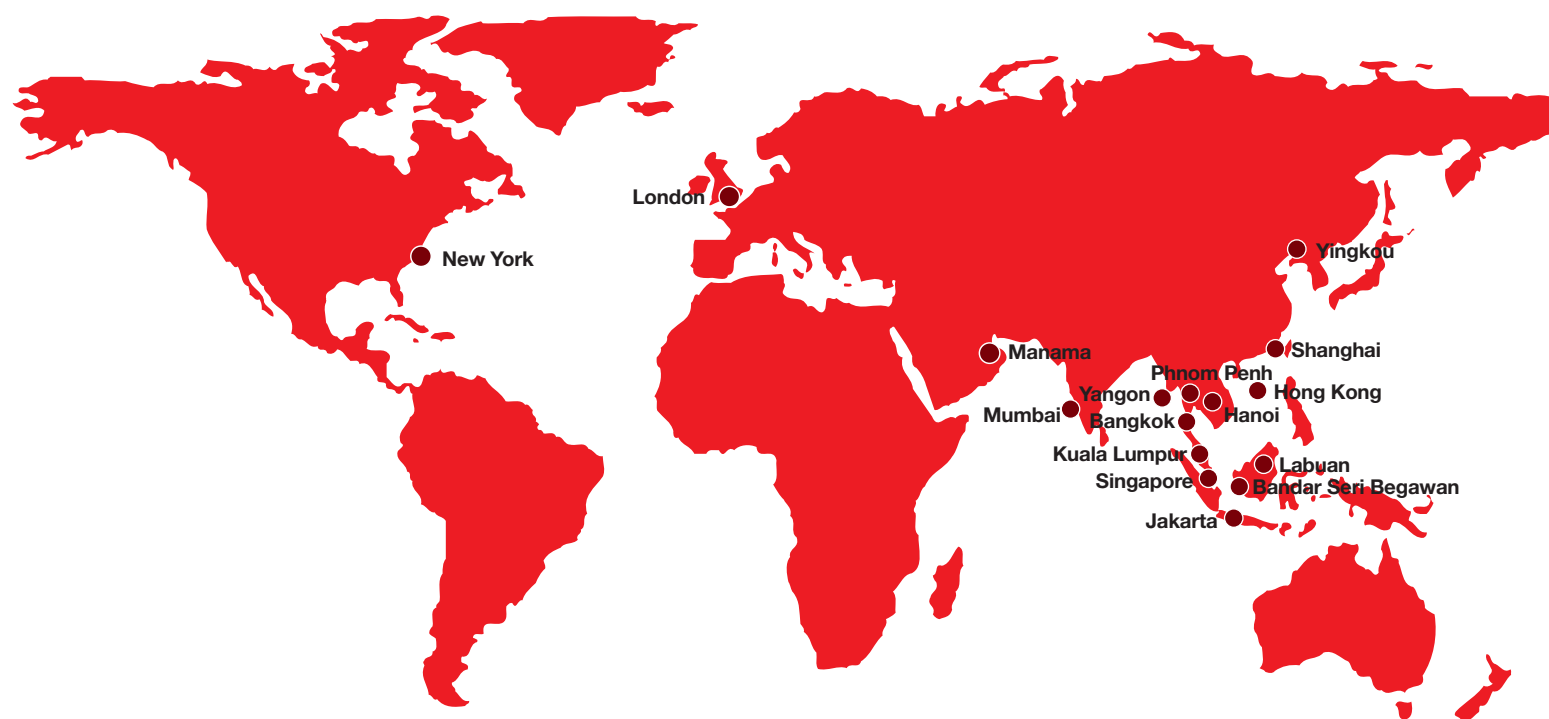 London
New York
Yingkou
Manama
Shanghai
Phnom Penh
Yangon
Hong Kong
Mumbai
Hanoi
Bangkok
Kuala Lumpur
Labuan
Singapore
Bandar Seri Begawan
Jakarta